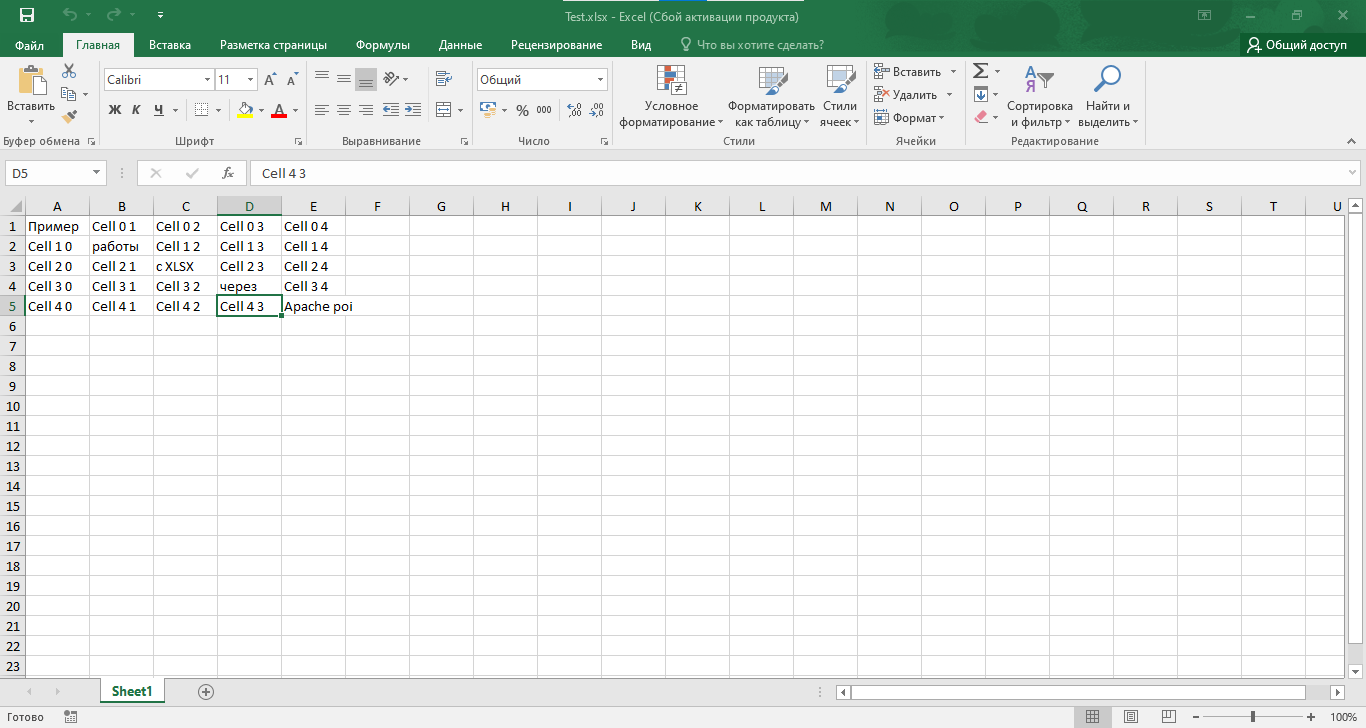 Test.xlsx - Excel (Сбой активации продукта)
Файл Главная Вставка Разметка страницы Формулы Данные Рецензирование Вид Что вы хотите сделать? Общий доступ
Вставить
Буфер обмена
Calibri 11
Ж К Ч А
Шрифт
Выравнивание
Общий
% 000
Число
Условное форматирование
Форматировать как таблицу
Стили ячеек
Стили
Вставить
Удалить
Формат
Ячейки
Сортировка и фильтр
Найти и выделить
Редактирование
D5 fx Cell 4 3
A B C D E F G H I J K L M N O P Q R S T U
1 Пример Cell 0 1 Cell 0 2 Cell 0 3 Cell 0 4
2 Cell 1 0 работы Cell 1 2 Cell 1 3 Cell 1 4
3 Cell 2 0 Cell 2 1 с XLSX Cell 2 3 Cell 2 4
4 Cell 3 0 Cell 3 1 Cell 3 2 через Cell 3 4
5 Cell 4 0 Cell 4 1 Cell 4 2 Cell 4 3 Apache poi
6
7
8
9
10
11
12
13
14
15
16
17
18
19
20
21
22
23
Sheet1
Готово 100%